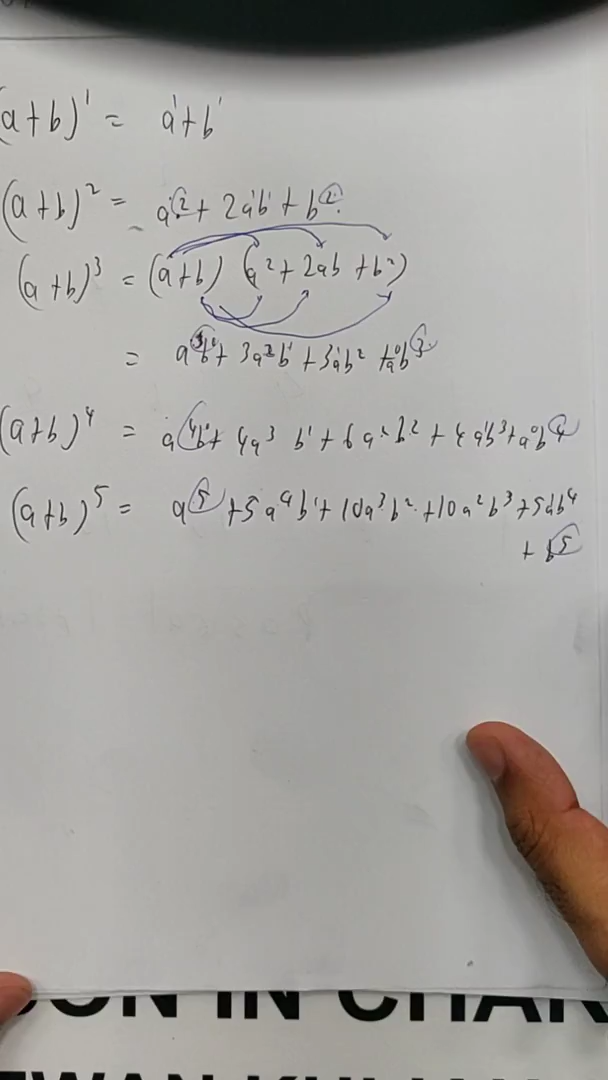 (a+b)¹ = a¹+b¹
(a+b)² = a²+2a¹b¹+b²
(a+b)³ = (a+b) (a²+2ab+b²)
= a³b⁰+3a²b¹+3a¹b²+a⁰b³
(a+b)⁴ = a⁴b⁰+4a³b¹+6a²b²+4a¹b³+a⁰b⁴
(a+b)⁵ = a⁵+5a⁴b¹+10a³b²+10a²b³+5ab⁴
+b⁵